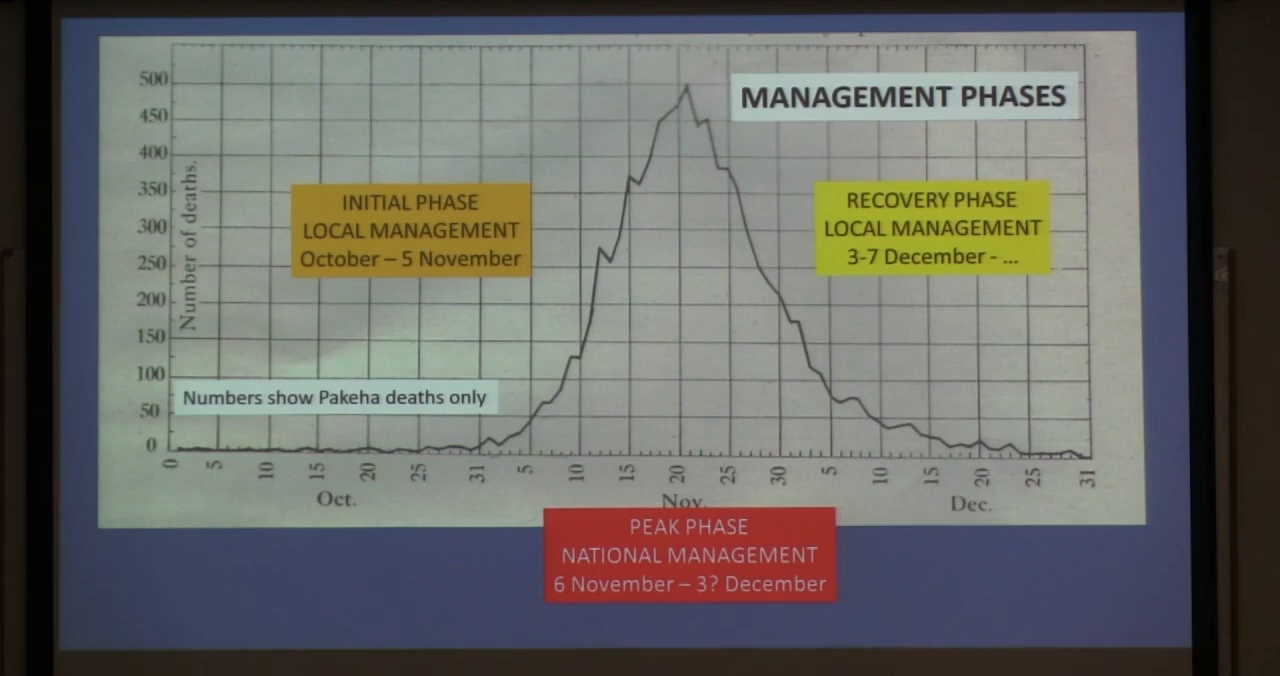 MANAGEMENT PHASES
500
450
400
350
300
250
200
150
100
50
0
Number of deaths.
INITIAL PHASE
LOCAL MANAGEMENT
October – 5 November
RECOVERY PHASE
LOCAL MANAGEMENT
3-7 December - ...
Numbers show Pakeha deaths only
0 5 10 15 20 25 31 5 10 15 20 25 30 5 10 15 20 25 31
Oct. Nov. Dec.
PEAK PHASE
NATIONAL MANAGEMENT
6 November – 3? December